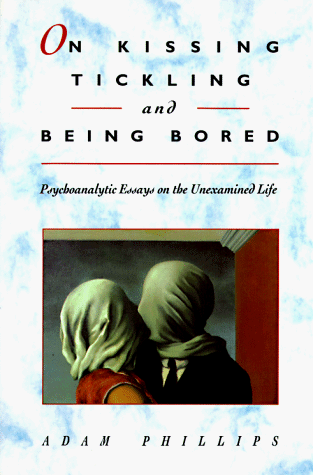 ON KISSING
TICKLING
and
BEING BORED
Psychoanalytic Essays on the Unexamined Life
ADAM PHILLIPS